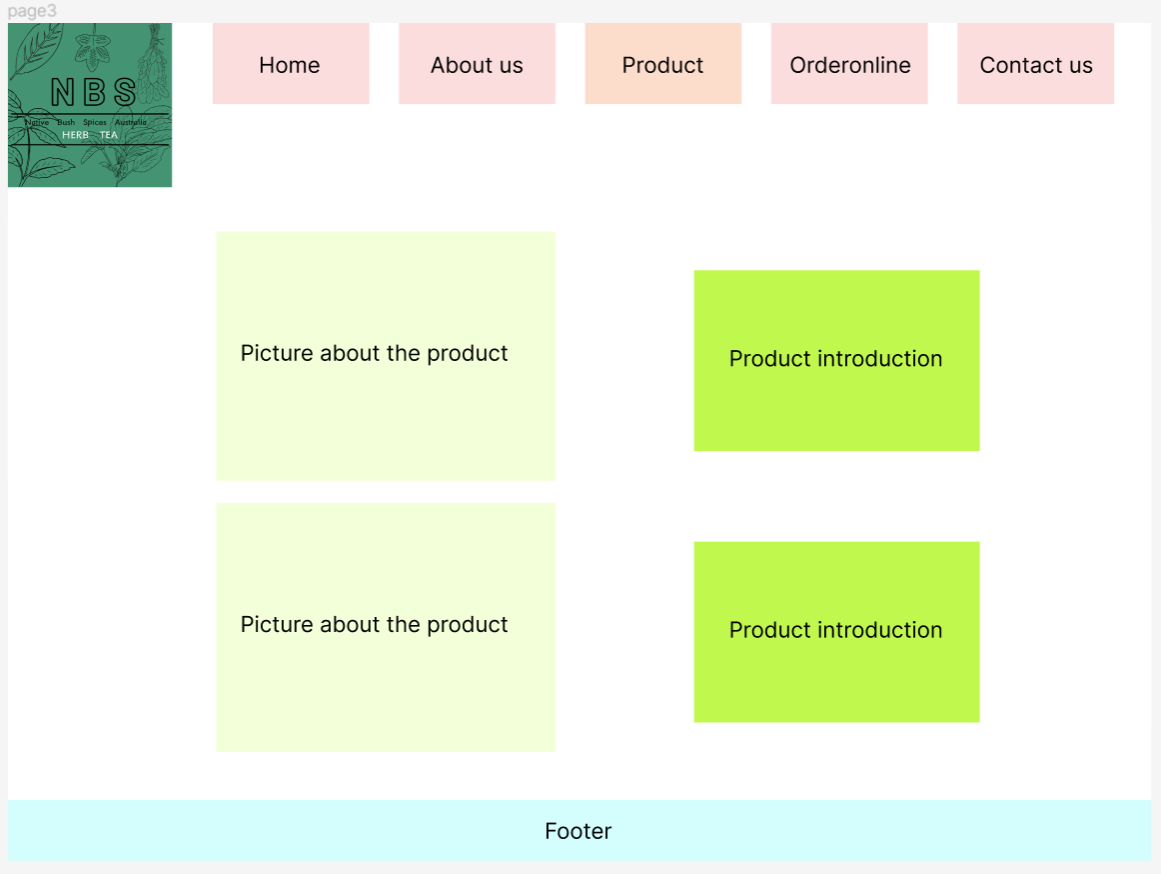 page3
NBS
Native Bush Spices Australia
HERB TEA
Home
About us
Product
Orderonline
Contact us
Picture about the product
Product introduction
Picture about the product
Product introduction
Footer